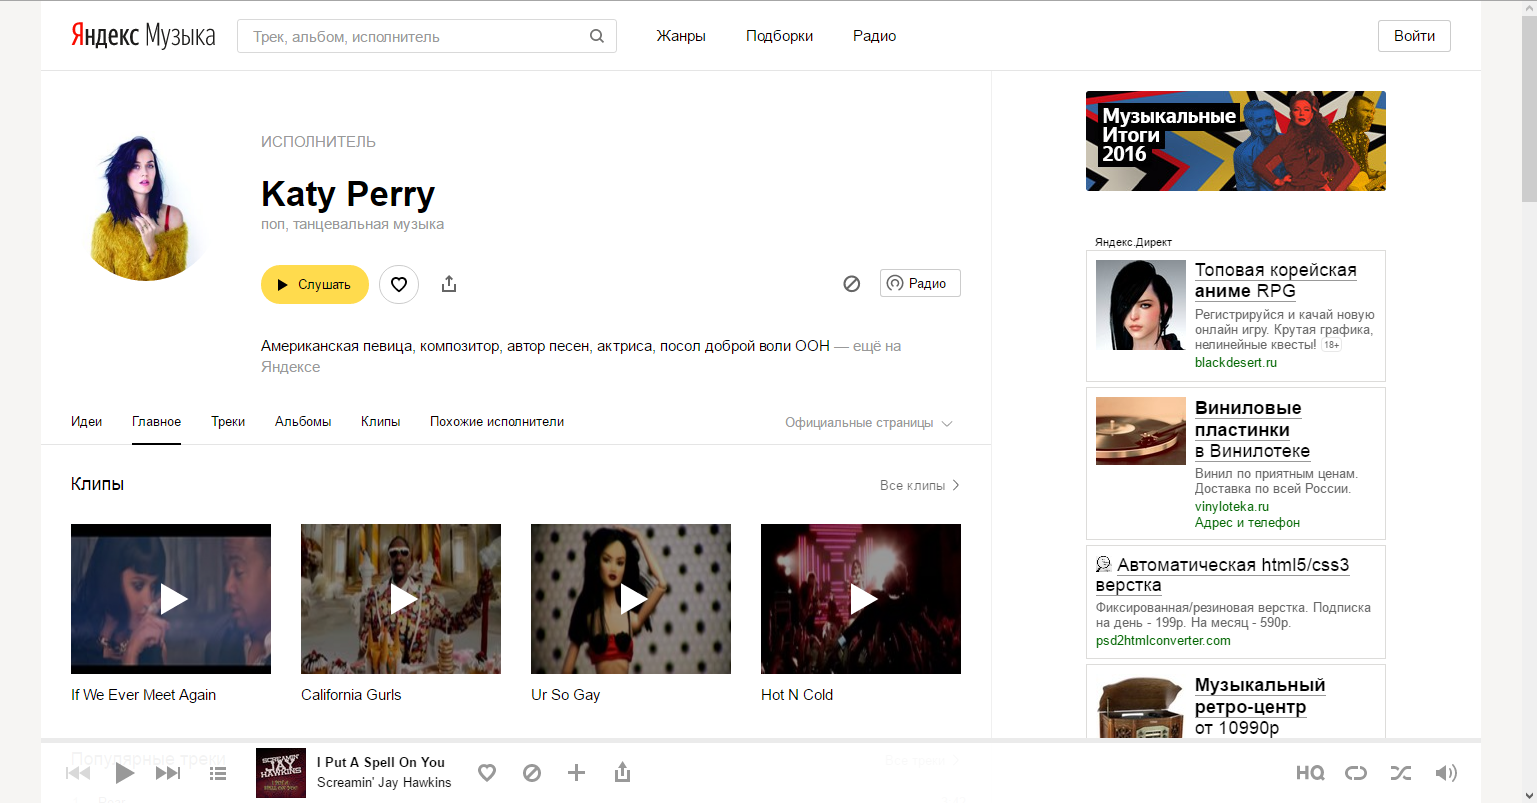 Яндекс Музыка
Трек, альбом, исполнитель
Жанры
Подборки
Радио
Войти
ИСПОЛНИТЕЛЬ
Katy Perry
поп, танцевальная музыка
Слушать
Радио
Американская певица, композитор, автор песен, актриса, посол доброй воли ООН — ещё на
Яндексе
Идеи
Главное
Треки
Альбомы
Клипы
Похожие исполнители
Официальные страницы
Клипы
Все клипы
If We Ever Meet Again
California Gurls
Ur So Gay
Hot N Cold
Музыкальные
Итоги
2016
Яндекс.Директ
Топовая корейская
аниме RPG
Регистрируйся и качай новую
онлайн игру. Крутая графика,
нелинейные квесты! 18+
blackdesert.ru
Виниловые
пластинки
в Винилотеке
Винил по приятным ценам.
Доставка по всей России.
vinyloteka.ru
Адрес и телефон
Автоматическая html5/css3
верстка
Фиксированная/резиновая верстка. Подписка
на день - 199р. На месяц - 590р.
psd2htmlconverter.com
Музыкальный
ретро-центр
от 10990р
Популярные треки
Все треки
SCREAMIN'
JAY
HAWKINS
I Put A Spell On You
Screamin' Jay Hawkins
HQ